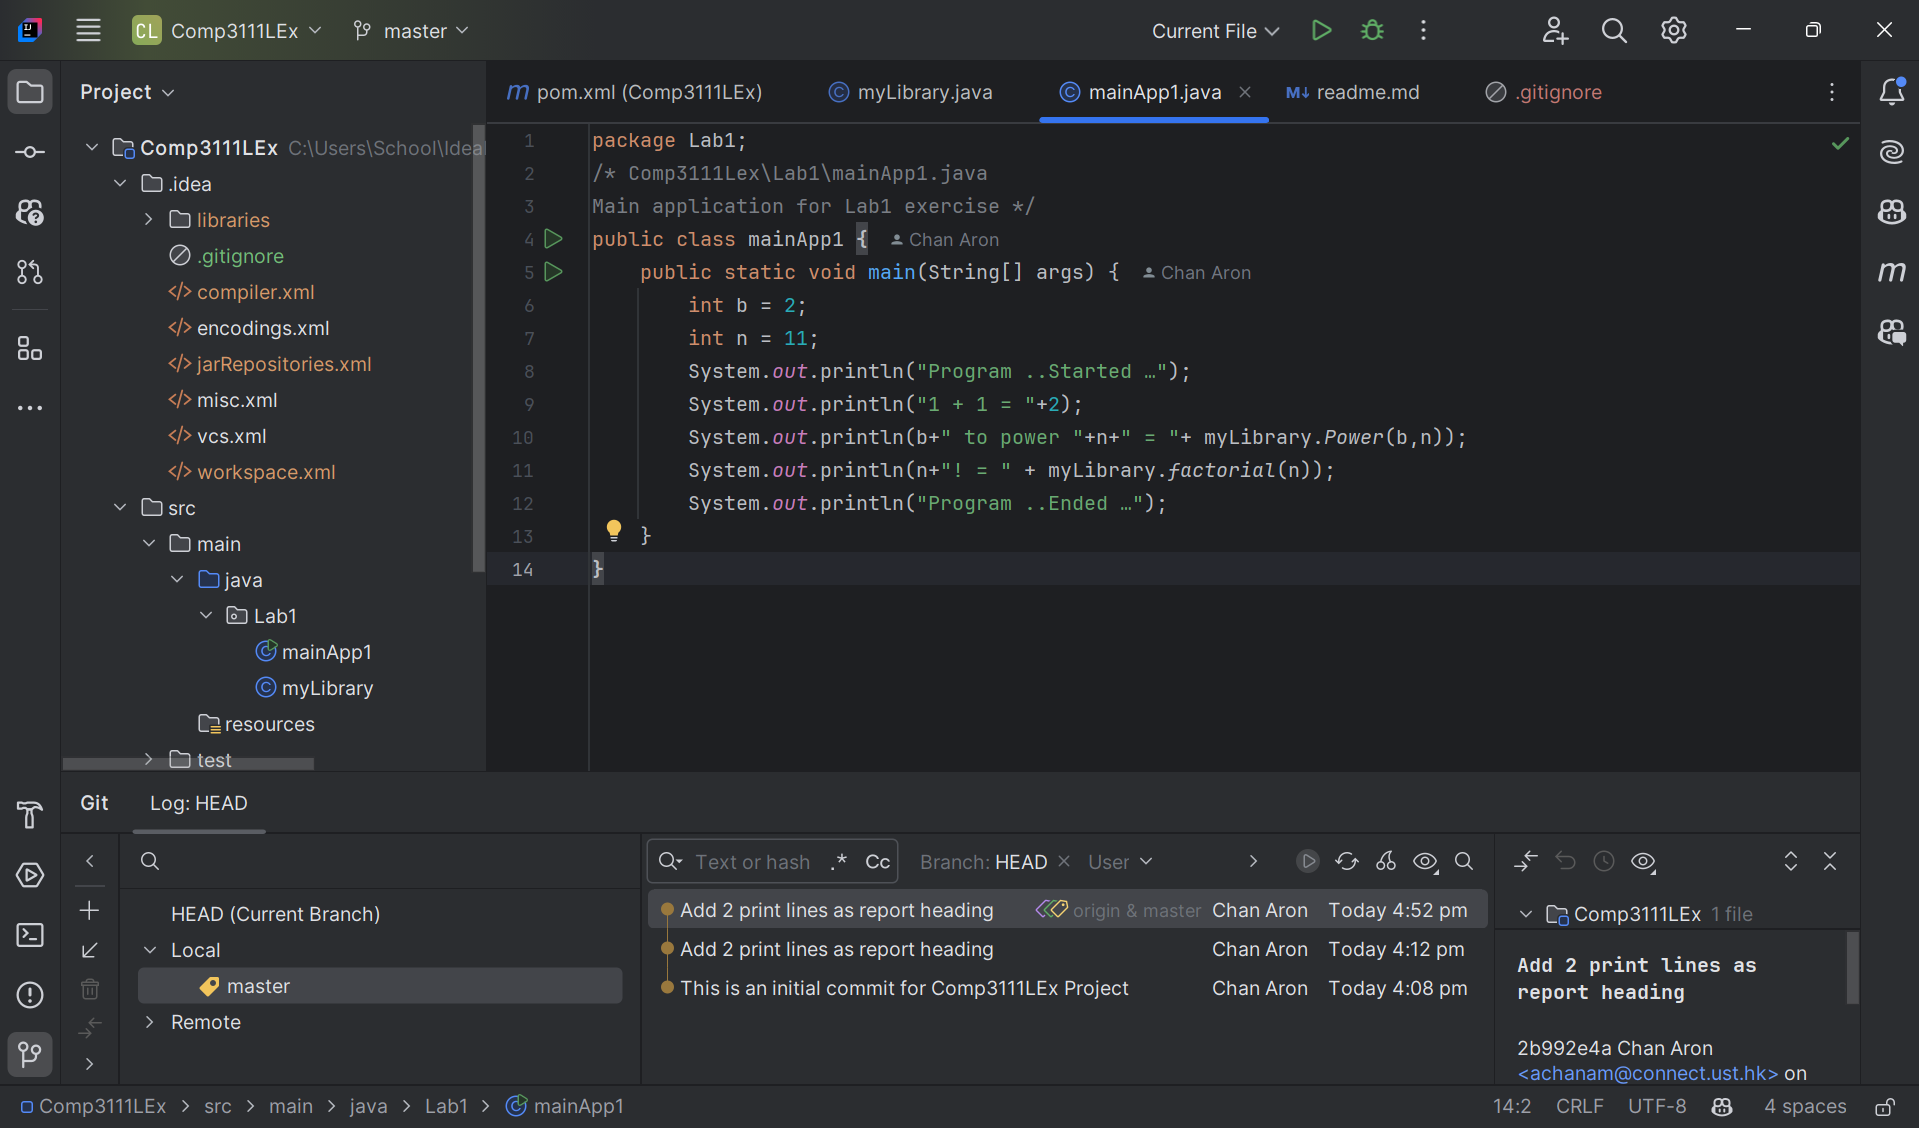 CL Comp3111LEx master Current File
Project
Comp3111LEx C:\Users\School\Idea
.idea
libraries
.gitignore
compiler.xml
encodings.xml
jarRepositories.xml
misc.xml
vcs.xml
workspace.xml
src
main
java
Lab1
mainApp1
myLibrary
resources
test
pom.xml (Comp3111LEx) myLibrary.java mainApp1.java readme.md .gitignore
1 package Lab1;
2 /* Comp3111Lex\Lab1\mainApp1.java
3 Main application for Lab1 exercise */
4 public class mainApp1 { Chan Aron
5 public static void main(String[] args) { Chan Aron
6 int b = 2;
7 int n = 11;
8 System.out.println("Program ..Started …");
9 System.out.println("1 + 1 = "+2);
10 System.out.println(b+" to power "+n+" = "+ myLibrary.Power(b,n));
11 System.out.println(n+"! = " + myLibrary.factorial(n));
12 System.out.println("Program ..Ended …");
13 }
14 }
Git Log: HEAD
HEAD (Current Branch)
Local
master
Remote
Text or hash .* Cc Branch: HEAD User
Add 2 print lines as report heading origin & master Chan Aron Today 4:52 pm
Add 2 print lines as report heading Chan Aron Today 4:12 pm
This is an initial commit for Comp3111LEx Project Chan Aron Today 4:08 pm
Comp3111LEx 1 file
Add 2 print lines as
report heading
2b992e4a Chan Aron
<achanam@connect.ust.hk> on
Comp3111LEx > src > main > java > Lab1 > mainApp1 14:2 CRLF UTF-8 4 spaces